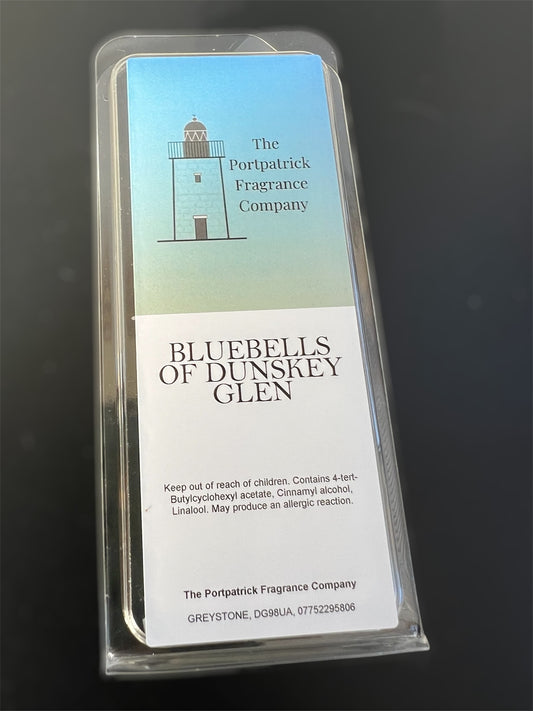 The
Portpatrick
Fragrance
Company
BLUEBELLS
OF DUNSKEY
GLEN
Keep out of reach of children. Contains 4-tert-
Butylcyclohexyl acetate, Cinnamyl alcohol,
Linalool. May produce an allergic reaction.
The Portpatrick Fragrance Company
GREYSTONE, DG98UA, 07752295806